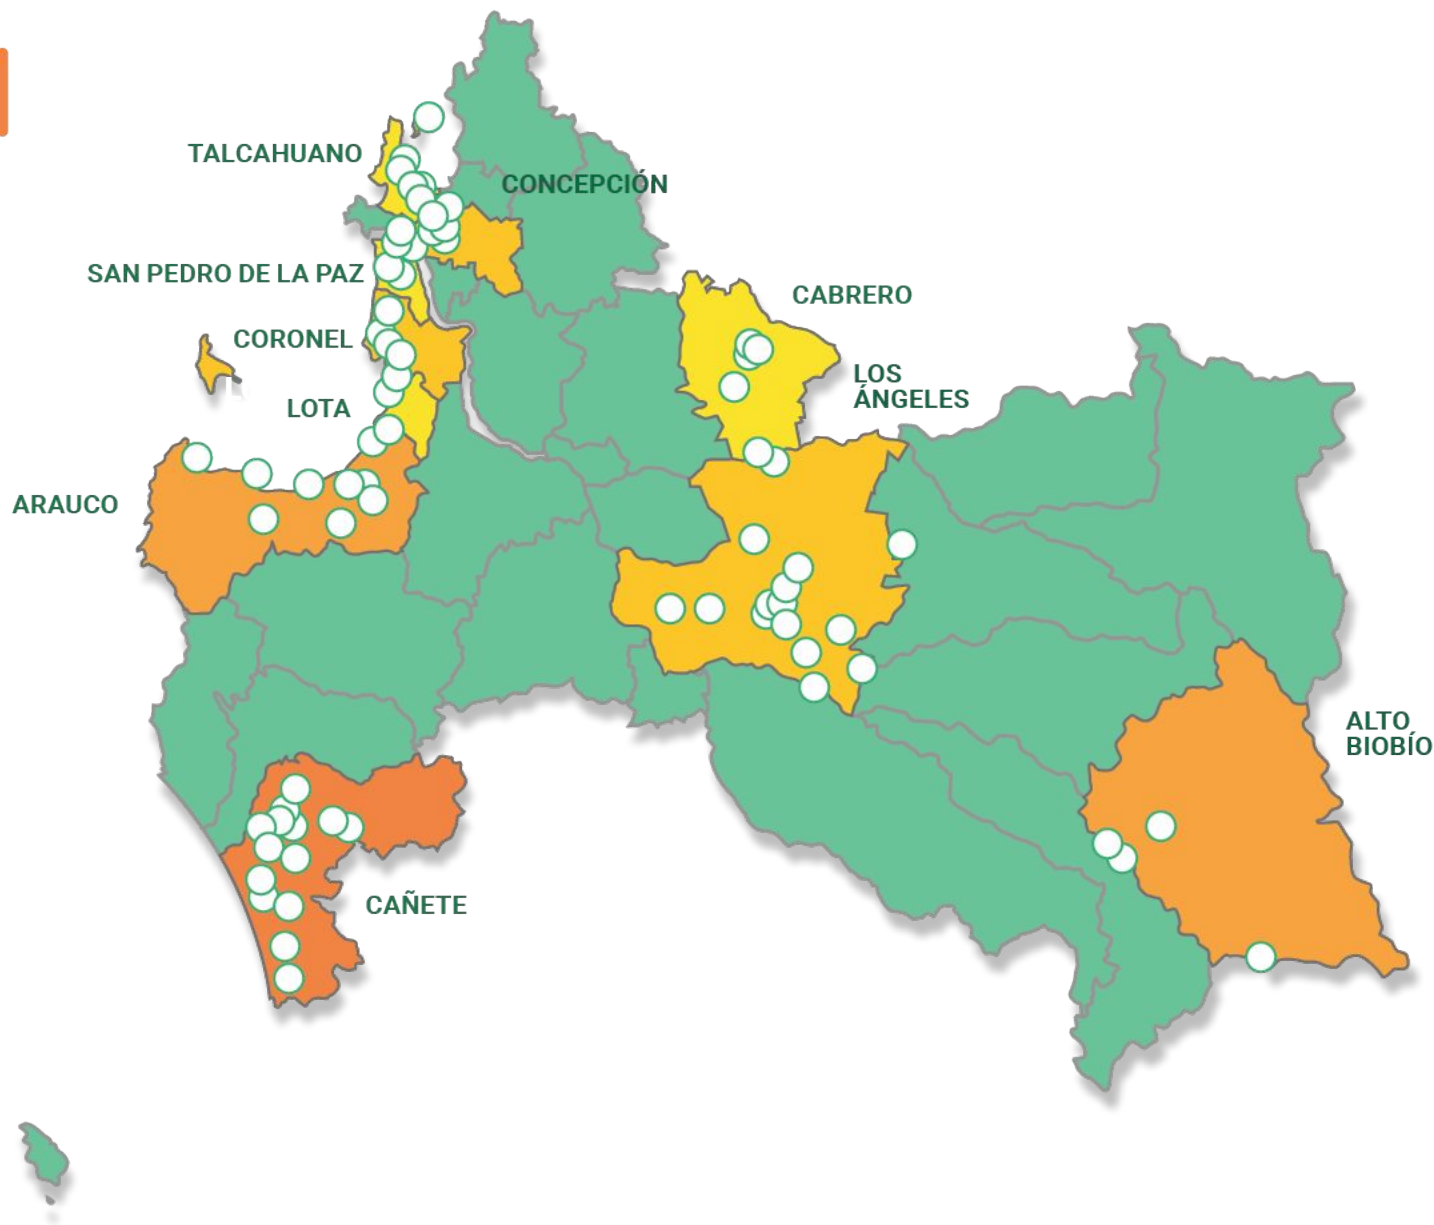 TALCAHUANO
CONCEPCIÓN
SAN PEDRO DE LA PAZ
CABRERO
CORONEL
LOS
ÁNGELES
LOTA
ARAUCO
ALTO
BIOBÍO
CAÑETE